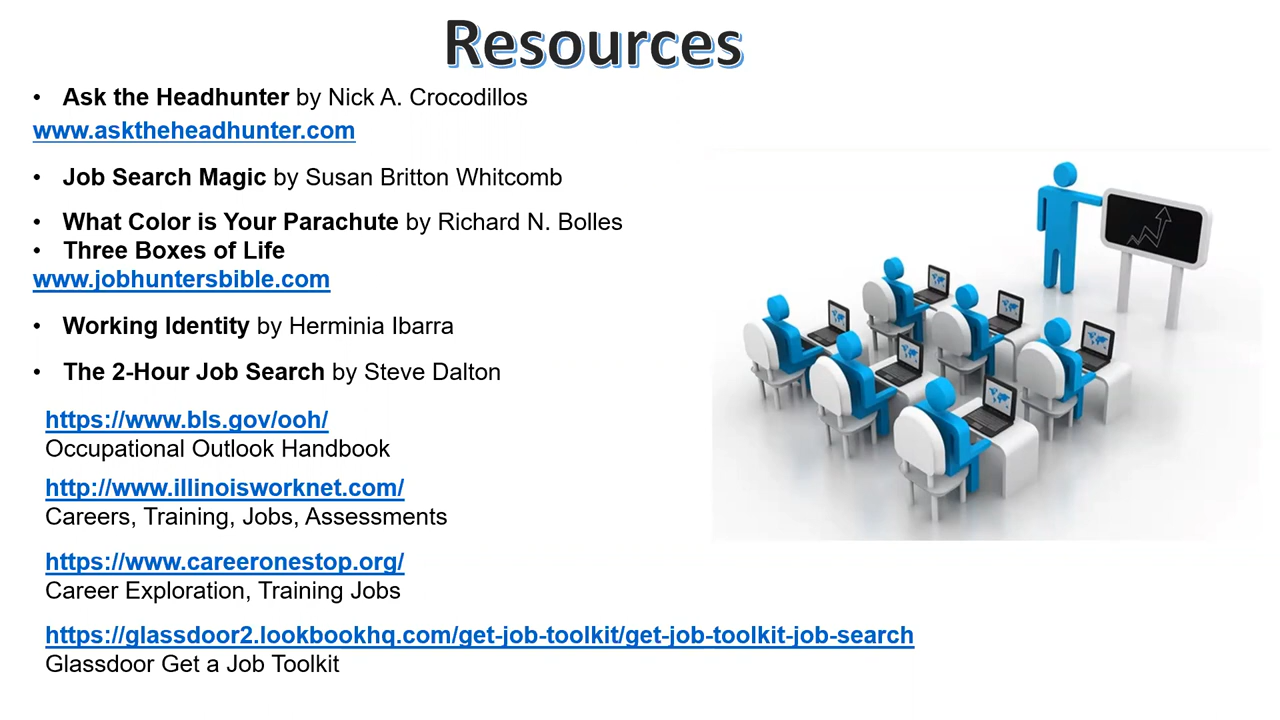 Resources
• Ask the Headhunter by Nick A. Crocodillos
www.asktheheadhunter.com
• Job Search Magic by Susan Britton Whitcomb
• What Color is Your Parachute by Richard N. Bolles
• Three Boxes of Life
www.jobhuntersbible.com
• Working Identity by Herminia Ibarra
• The 2-Hour Job Search by Steve Dalton
https://www.bls.gov/ooh/
Occupational Outlook Handbook
http://www.illinoisworknet.com/
Careers, Training, Jobs, Assessments
https://www.careeronestop.org/
Career Exploration, Training Jobs
https://glassdoor2.lookbookhq.com/get-job-toolkit/get-job-toolkit-job-search
Glassdoor Get a Job Toolkit